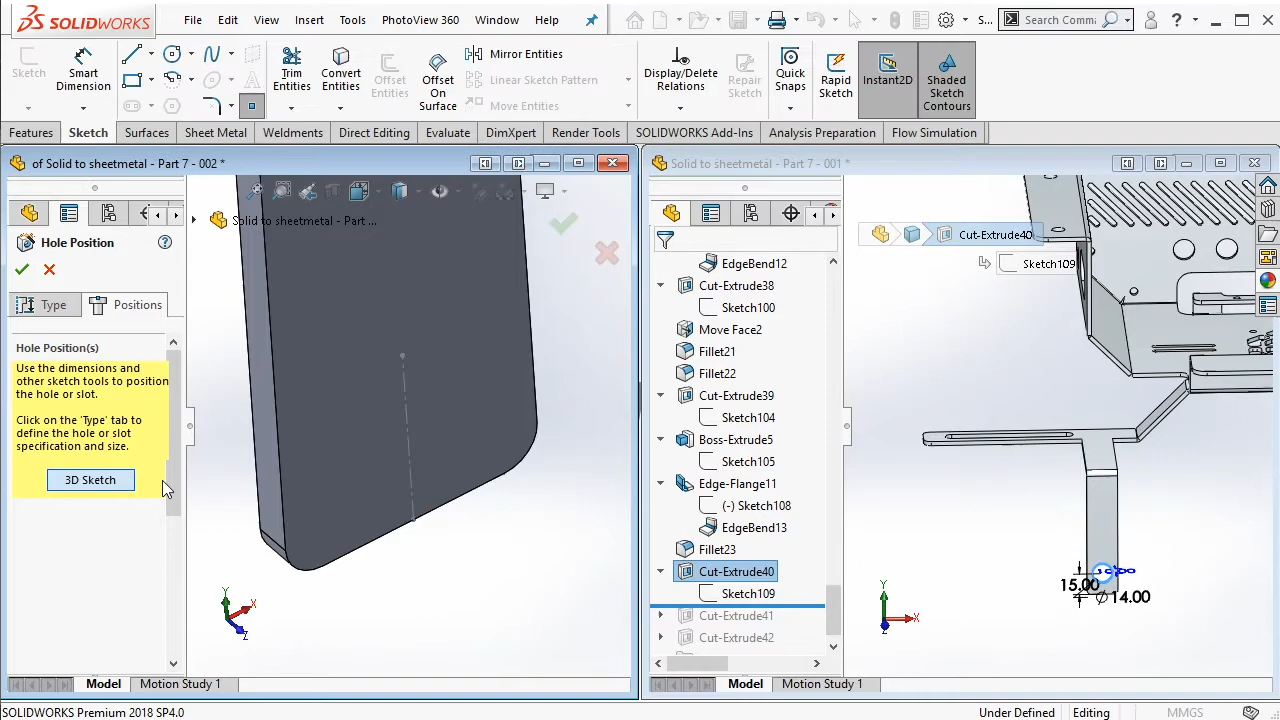 SOLIDWORKS
File Edit View Insert Tools PhotoView 360 Window Help
S...
Search Comma
?
Sketch
Smart Dimension
Trim Entities
Convert Entities
Offset Entities
Offset On Surface
Mirror Entities
Linear Sketch Pattern
Move Entities
Display/Delete Relations
Repair Sketch
Quick Snaps
Rapid Sketch
Instant2D
Shaded Sketch Contours
Features Sketch Surfaces Sheet Metal Weldments Direct Editing Evaluate DimXpert Render Tools SOLIDWORKS Add-Ins Analysis Preparation Flow Simulation
of Solid to sheetmetal - Part 7 - 002 *
Solid to sheetmetal - Part ...
Hole Position
Type
Positions
Hole Position(s)
Use the dimensions and
other sketch tools to position
the hole or slot.
Click on the 'Type' tab to
define the hole or slot
specification and size.
3D Sketch
Y
X
Z
Model
Motion Study 1
of Solid to sheetmetal - Part 7 - 001 *
EdgeBend12
Cut-Extrude38
Sketch100
Move Face2
Fillet21
Fillet22
Cut-Extrude39
Sketch104
Boss-Extrude5
Sketch105
Edge-Flange11
(-) Sketch108
EdgeBend13
Fillet23
Cut-Extrude40
Sketch109
Cut-Extrude41
Cut-Extrude42
Cut-Extrude40
Sketch109
15.00
∅14.00
Y
X
Z
Model
Motion Study 1
SOLIDWORKS Premium 2018 SP4.0
Under Defined
Editing
MMGS